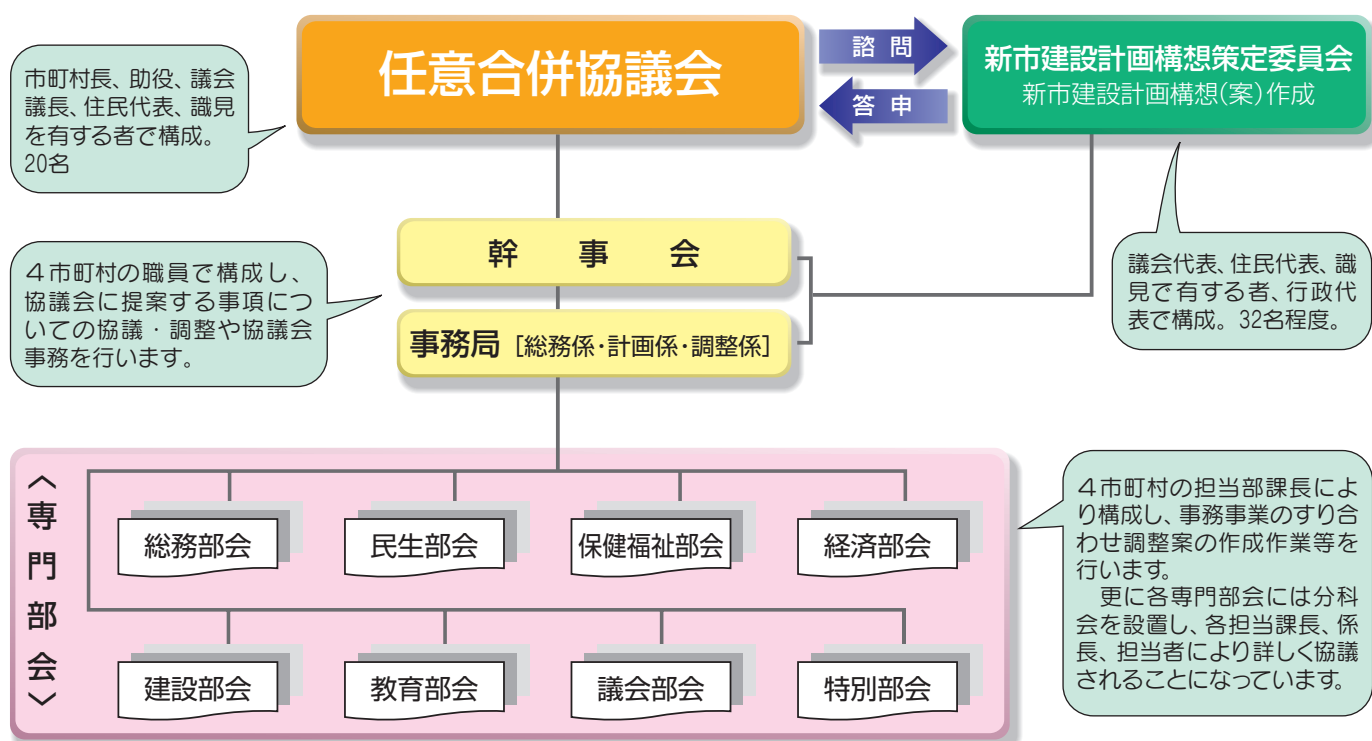 任意合併協議会
諮問
答申
新市建設計画構想策定委員会
新市建設計画構想(案)作成
市町村長、助役、議会
議長、住民代表、識見
を有する者で構成。
20名
幹事会
事務局 [総務係・計画係・調整係]
4市町村の職員で構成し、
協議会に提案する事項につ
いての協議・調整や協議会
事務を行います。
議会代表、住民代表、識
見で有する者、行政代
表で構成。32名程度。
〈専門部会〉
総務部会
民生部会
保健福祉部会
経済部会
建設部会
教育部会
議会部会
特別部会
4市町村の担当部課長によ
り構成し、事務事業のすり合
わせ調整案の作成作業等を
行います。
　更に各専門部会には分科
会を設置し、各担当課長、係
長、担当者により詳しく協議
されることになっています。